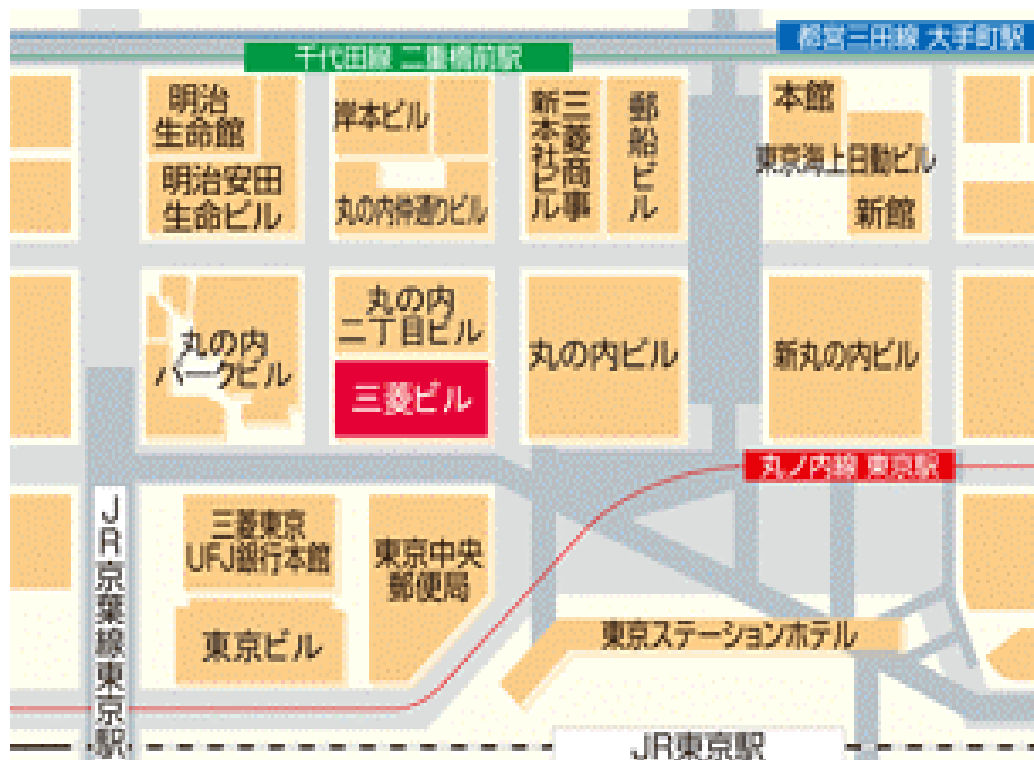 都営三田線 大手町駅
千代田線 二重橋前駅
明治
生命館
明治安田
生命ビル
岸本ビル
丸の内仲通りビル
三菱商事
新本社ビル
郵船ビル
本館
東京海上日動ビル
新館
丸の内
パークビル
丸の内
二丁目ビル
三菱ビル
丸の内ビル
新丸の内ビル
丸ノ内線 東京駅
JR京葉線東京駅
三菱東京
UFJ銀行本館
東京ビル
東京中央
郵便局
東京ステーションホテル
JR東京駅